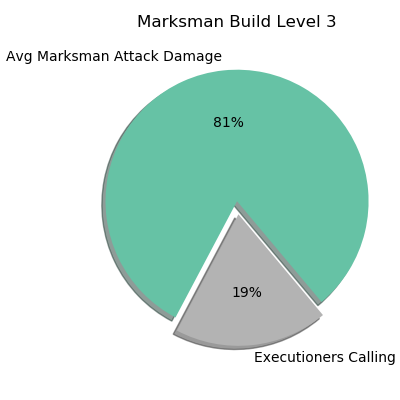 Marksman Build Level 3
Avg Marksman Attack Damage
81%
19%
Executioners Calling